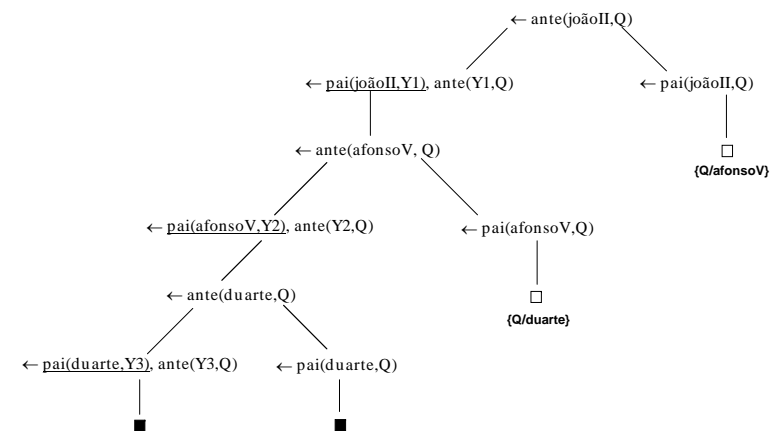 ← ante(joãoII,Q)
← pai(joãoII,Y1), ante(Y1,Q)
← pai(joãoII,Q)
← ante(afonsoV, Q)
{Q/afonsoV}
← pai(afonsoV,Y2), ante(Y2,Q)
← pai(afonsoV,Q)
← ante(duarte,Q)
{Q/duarte}
← pai(duarte,Y3), ante(Y3,Q)
← pai(duarte,Q)